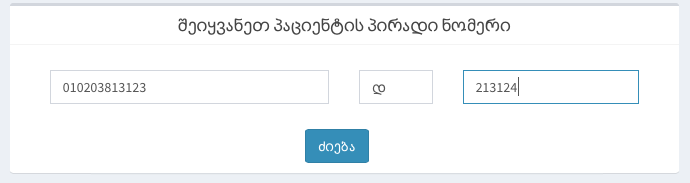 შეიყვანეთ პაციენტის პირადი ნომერი
010203813123 დ 213124
ძიება